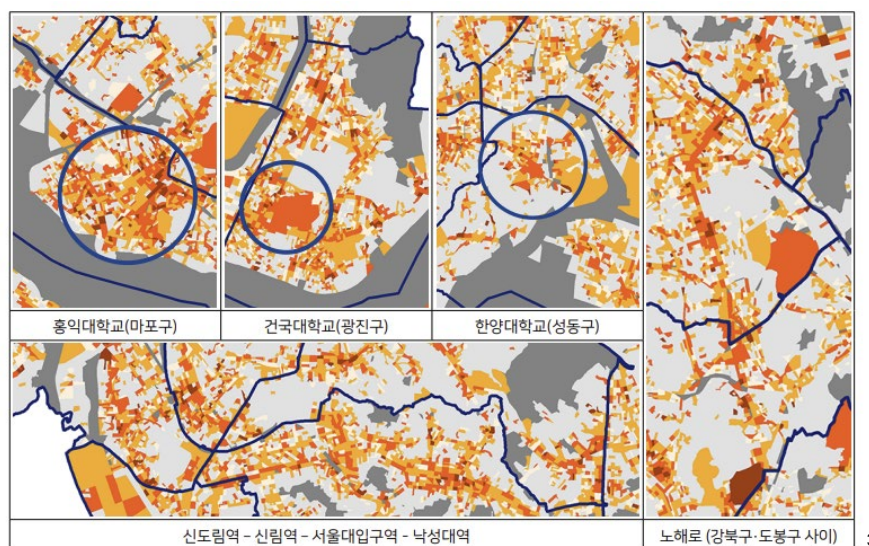 홍익대학교(마포구)
건국대학교(광진구)
한양대학교(성동구)
신도림역 – 신림역 – 서울대입구역 - 낙성대역
노해로 (강북구·도봉구 사이)